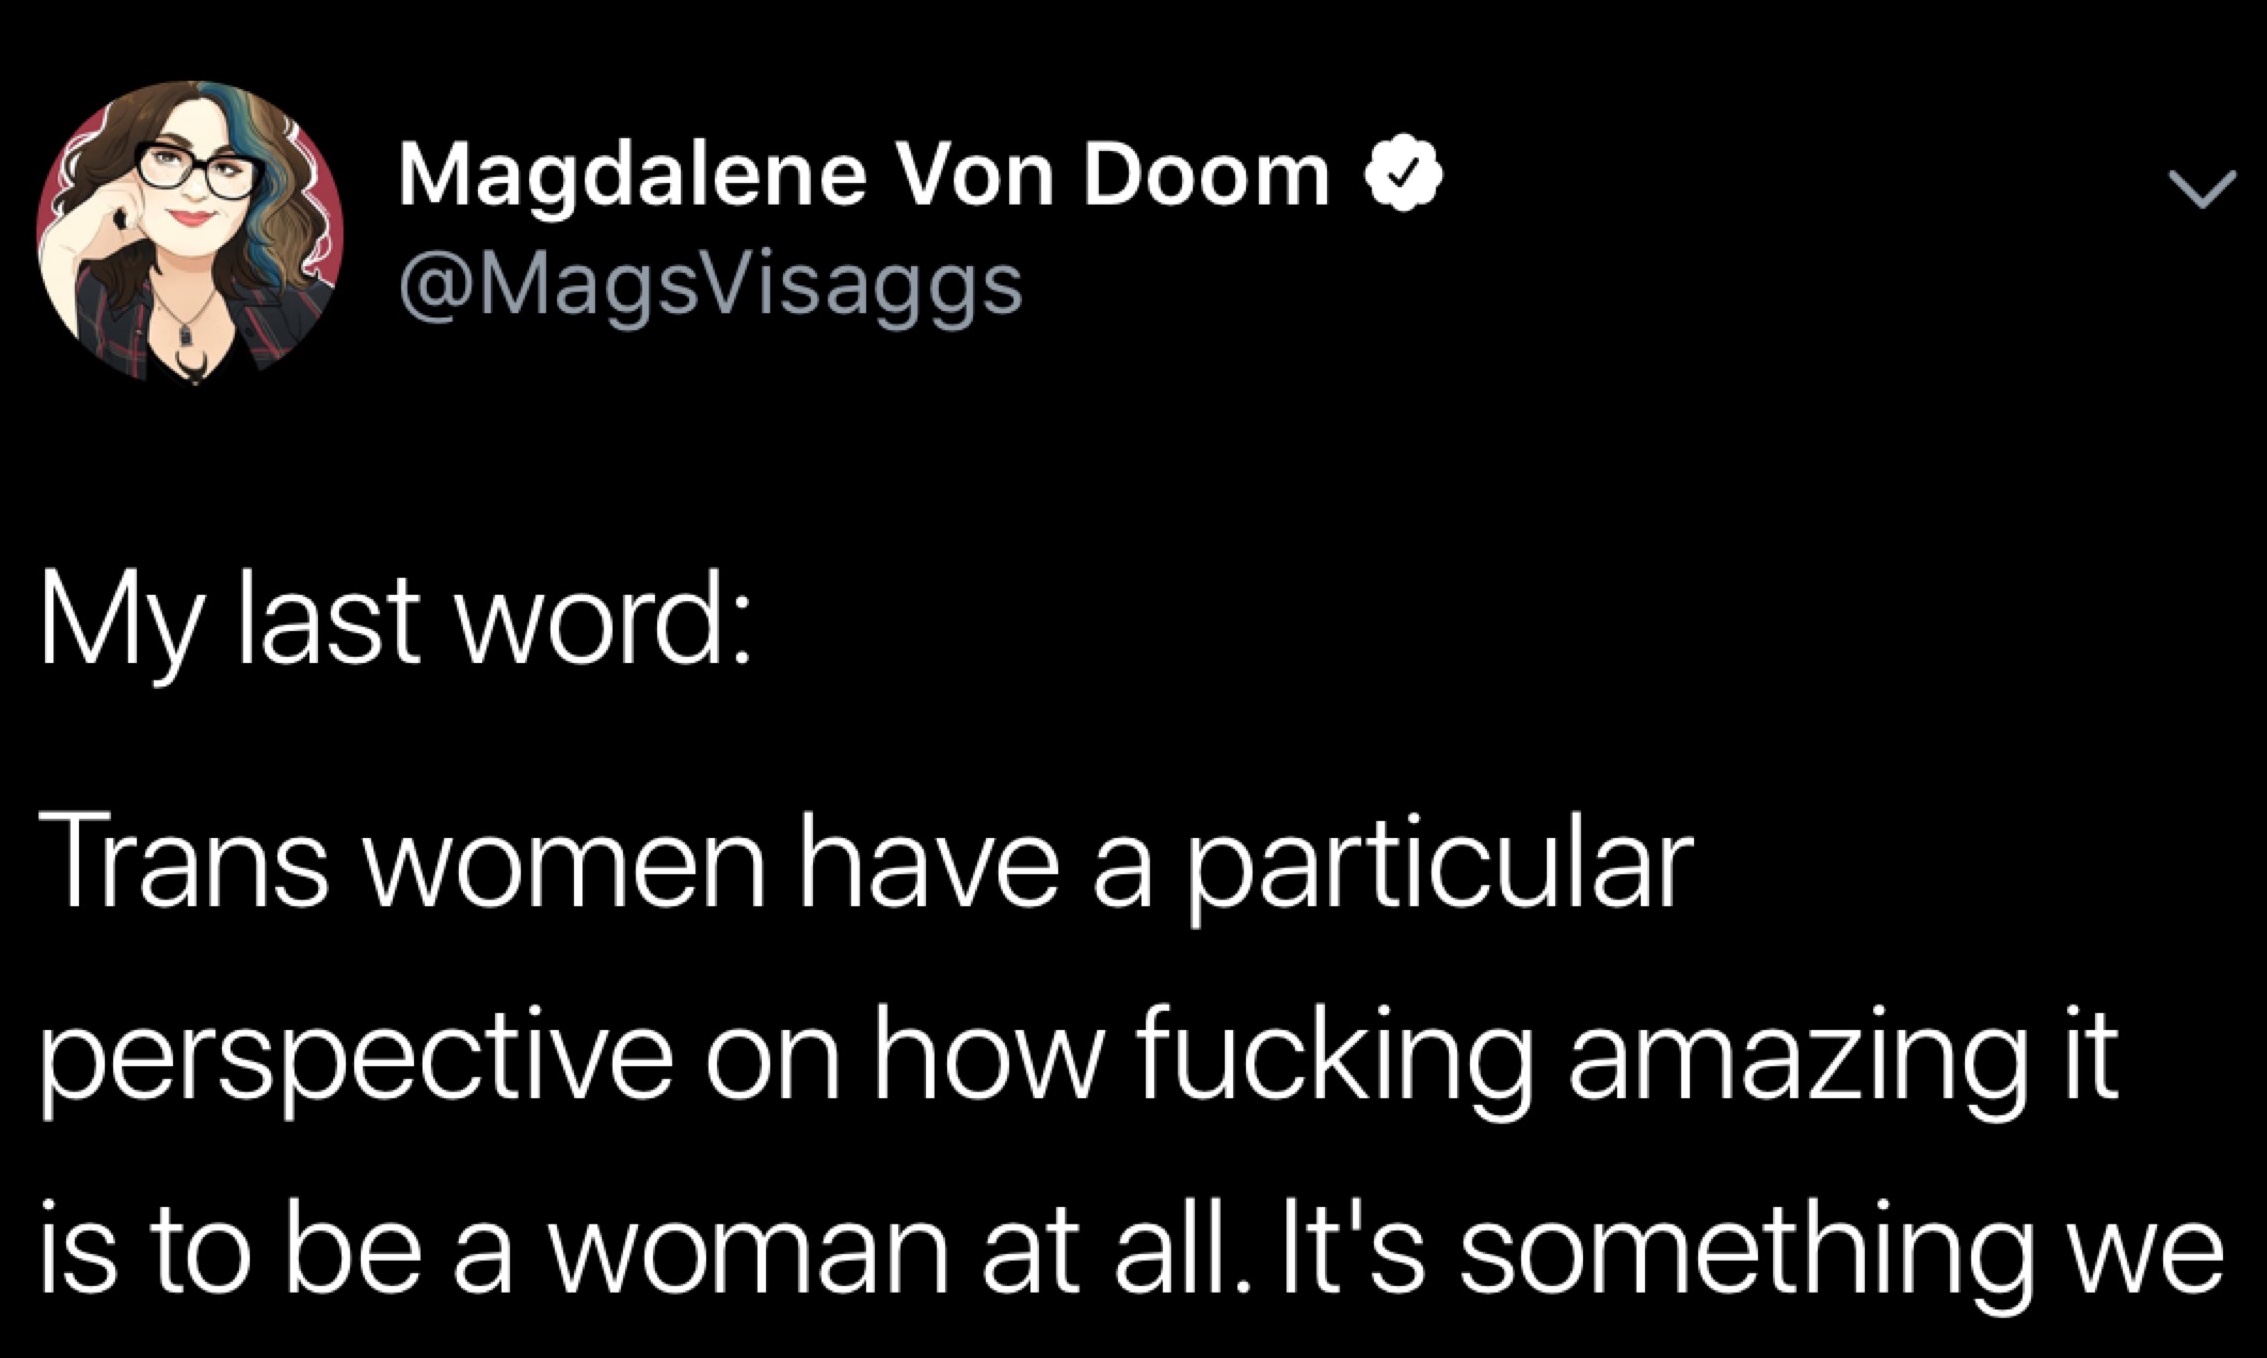 Magdalene Von Doom
@MagsVisaggs
My last word:
Trans women have a particular
perspective on how fucking amazing it
is to be a woman at all. It's something we